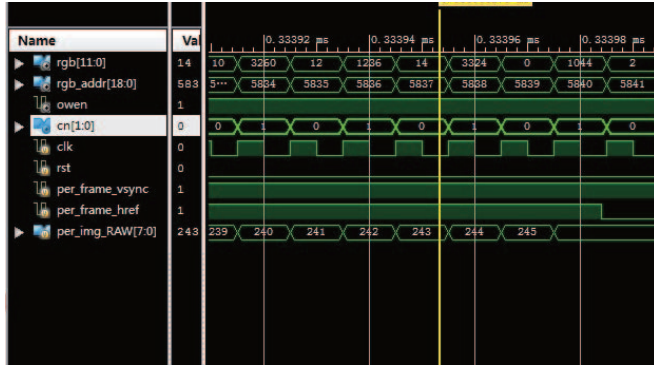 Name Val 0.33392 ms 0.33394 ms 0.33396 ms 0.33398 ms
rgb[11:0] 14 10 3260 12 1236 14 3324 0 1044 2
rgb_addr[18:0] 583 5··· 5834 5835 5836 5837 5838 5839 5840 5841
owen 1
cn[1:0] 0 0 1 0 1 0 1 0 1 0
clk 0
rst 0
per_frame_vsync 1
per_frame_href 1
per_img_RAW[7:0] 243 239 240 241 242 243 244 245